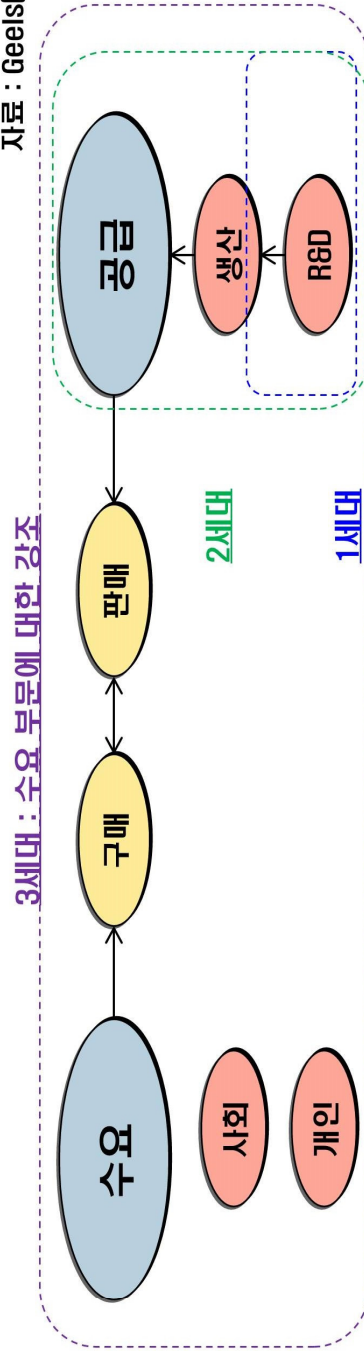 3세대 : 수요 부문에 대한 강조
수요
구매
판매
공급
사회
생산
2세대
개인
R&D
1세대
자료 :